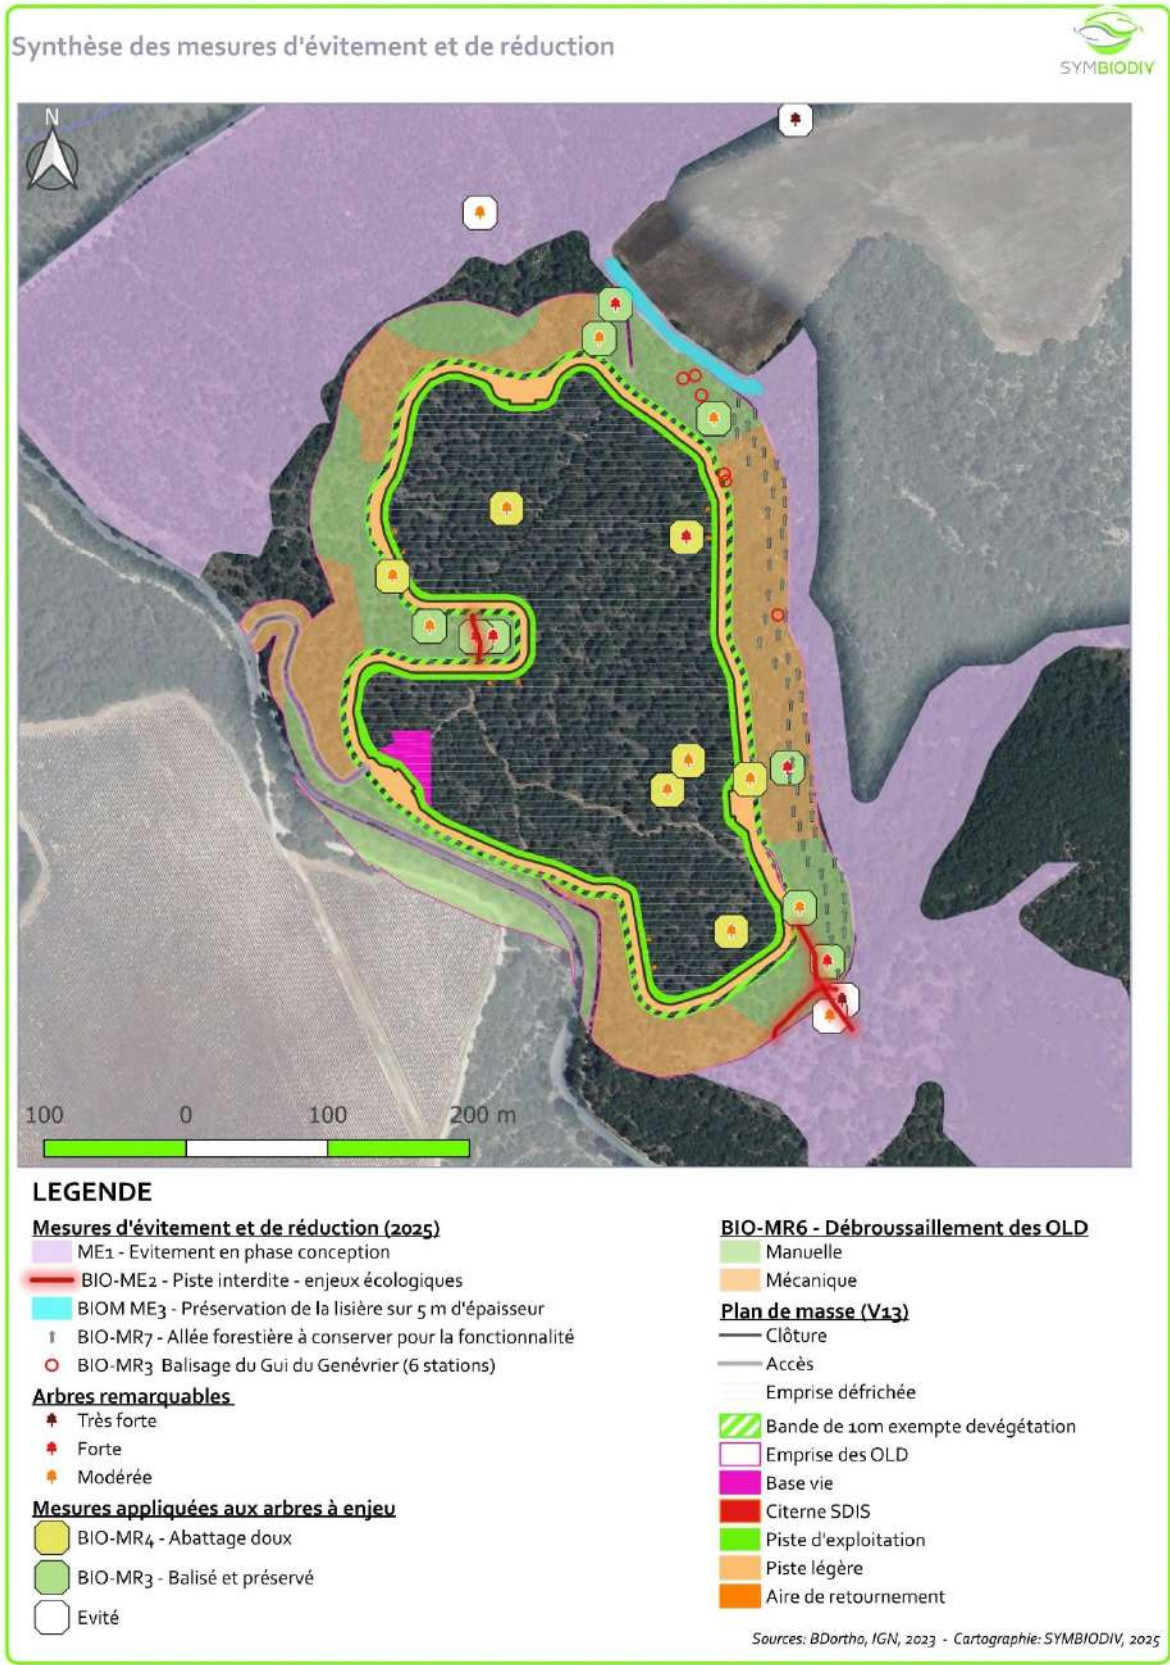 Synthèse des mesures d'évitement et de réduction
SYMBIODIV
N
100 0 100 200 m
LEGENDE
Mesures d'évitement et de réduction (2025)
ME1 - Evitement en phase conception
BIO-ME2 - Piste interdite - enjeux écologiques
BIOM ME3 - Préservation de la lisière sur 5 m d'épaisseur
BIO-MR7 - Allée forestière à conserver pour la fonctionnalité
BIO-MR3 Balisage du Gui du Genévrier (6 stations)
Arbres remarquables
Très forte
Forte
Modérée
Mesures appliquées aux arbres à enjeu
BIO-MR4 - Abattage doux
BIO-MR3 - Balisé et préservé
Evité
BIO-MR6 - Débroussaillement des OLD
Manuelle
Mécanique
Plan de masse (V13)
Clôture
Accès
Emprise défrichée
Bande de 10m exempte devégétation
Emprise des OLD
Base vie
Citerne SDIS
Piste d'exploitation
Piste légère
Aire de retournement
Sources: BDortho, IGN, 2023 - Cartographie: SYMBIODIV, 2025